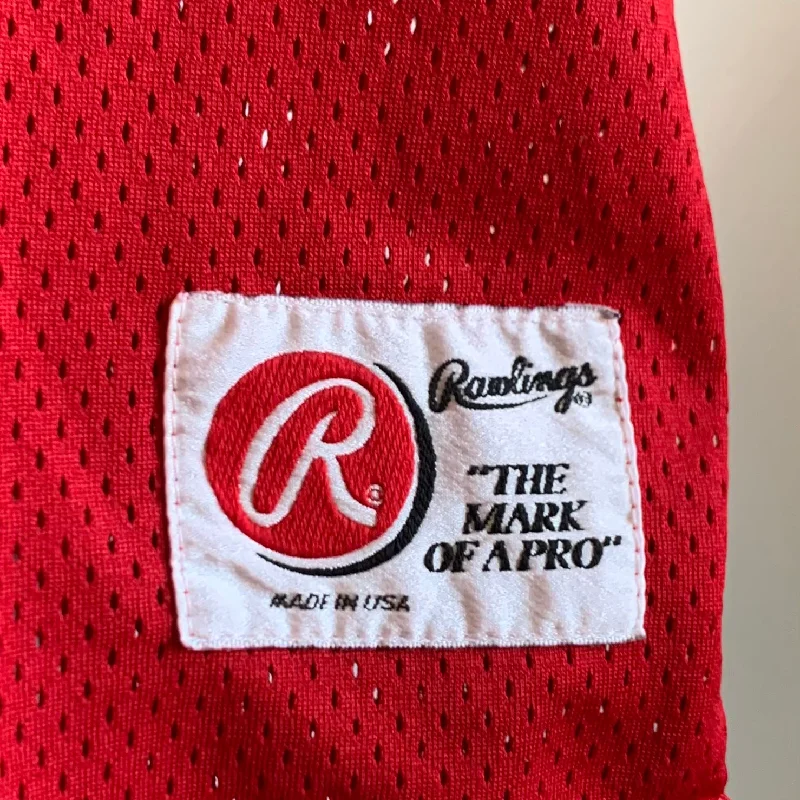 R
Rawlings®
"THE
MARK
OF A PRO"
MADE IN USA